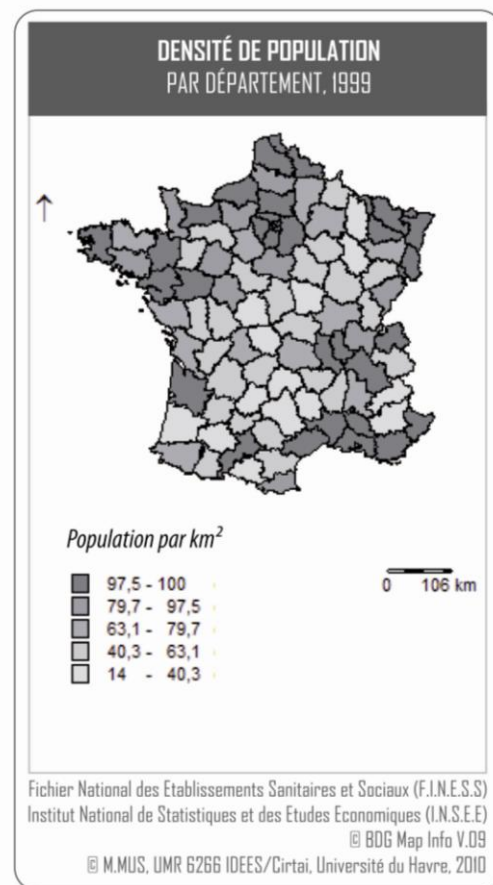 DENSITÉ DE POPULATION
PAR DÉPARTEMENT, 1999
Population par km²
97,5 - 100
79,7 - 97,5
63,1 - 79,7
40,3 - 63,1
14 - 40,3
0 106 km
Fichier National des Etablissements Sanitaires et Sociaux (F.I.N.E.S.S)
Institut National de Statistiques et des Etudes Economiques (I.N.S.E.E)
© BDG Map Info V.09
© M.MUS, UMR 6266 IDEES/Cirtai, Université du Havre, 2010